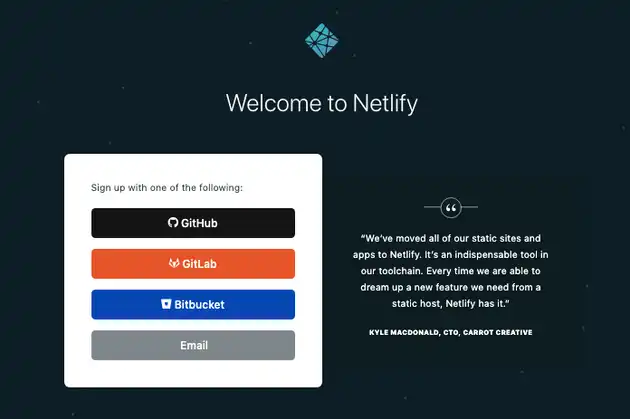 Welcome to Netlify
Sign up with one of the following:
GitHub
GitLab
Bitbucket
Email
“We’ve moved all of our static sites and
apps to Netlify. It’s an indispensable tool in
our toolchain. Every time we are able to
dream up a new feature we need from a
static host, Netlify has it.”
KYLE MACDONALD, CTO, CARROT CREATIVE